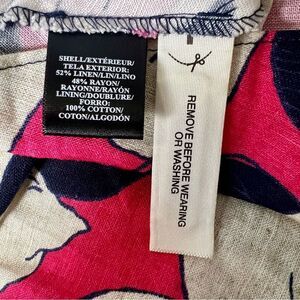 SHELL/EXTÉRIEUR/
TELA EXTERIOR:
52% LINEN/LIN/LINO
48% RAYON/
RAYONNE/RAYÓN
LINING/DOUBLURE/
FORRO:
100% COTTON/
COTON/ALGODÓN
REMOVE BEFORE WEARING
OR WASHING